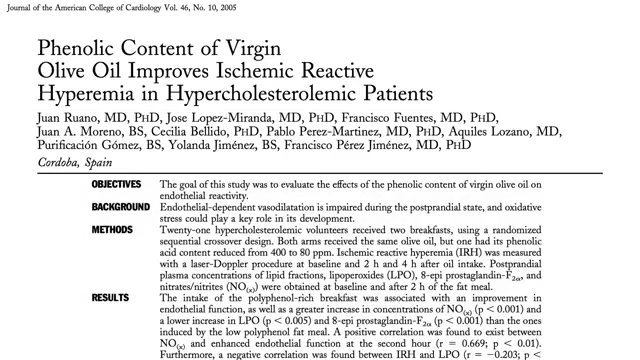 Journal of the American College of Cardiology Vol. 46, No. 10, 2005
Phenolic Content of Virgin
Olive Oil Improves Ischemic Reactive
Hyperemia in Hypercholesterolemic Patients
Juan Ruano, MD, PHD, Jose Lopez-Miranda, MD, PHD, Francisco Fuentes, MD, PHD,
Juan A. Moreno, BS, Cecilia Bellido, PHD, Pablo Perez-Martinez, MD, PHD, Aquiles Lozano, MD,
Purificación Gómez, BS, Yolanda Jiménez, BS, Francisco Pérez Jiménez, MD, PHD
Cordoba, Spain
OBJECTIVES The goal of this study was to evaluate the effects of the phenolic content of virgin olive oil on
endothelial reactivity.
BACKGROUND Endothelial-dependent vasodilatation is impaired during the postprandial state, and oxidative
stress could play a key role in its development.
METHODS Twenty-one hypercholesterolemic volunteers received two breakfasts, using a randomized
sequential crossover design. Both arms received the same olive oil, but one had its phenolic
acid content reduced from 400 to 80 ppm. Ischemic reactive hyperemia (IRH) was measured
with a laser-Doppler procedure at baseline and 2 h and 4 h after oil intake. Postprandial
plasma concentrations of lipid fractions, lipoperoxides (LPO), 8-epi prostaglandin-F2α, and
nitrates/nitrites (NO(x)) were obtained at baseline and after 2 h of the fat meal.
RESULTS The intake of the polyphenol-rich breakfast was associated with an improvement in
endothelial function, as well as a greater increase in concentrations of NO(x) (p < 0.001) and
a lower increase in LPO (p < 0.005) and 8-epi prostaglandin-F2α (p < 0.001) than the ones
induced by the low polyphenol fat meal. A positive correlation was found to exist between
NO(x) and enhanced endothelial function at the second hour (r = 0.669; p < 0.01).
Furthermore, a negative correlation was found between IRH and LPO (r = −0.203; p <